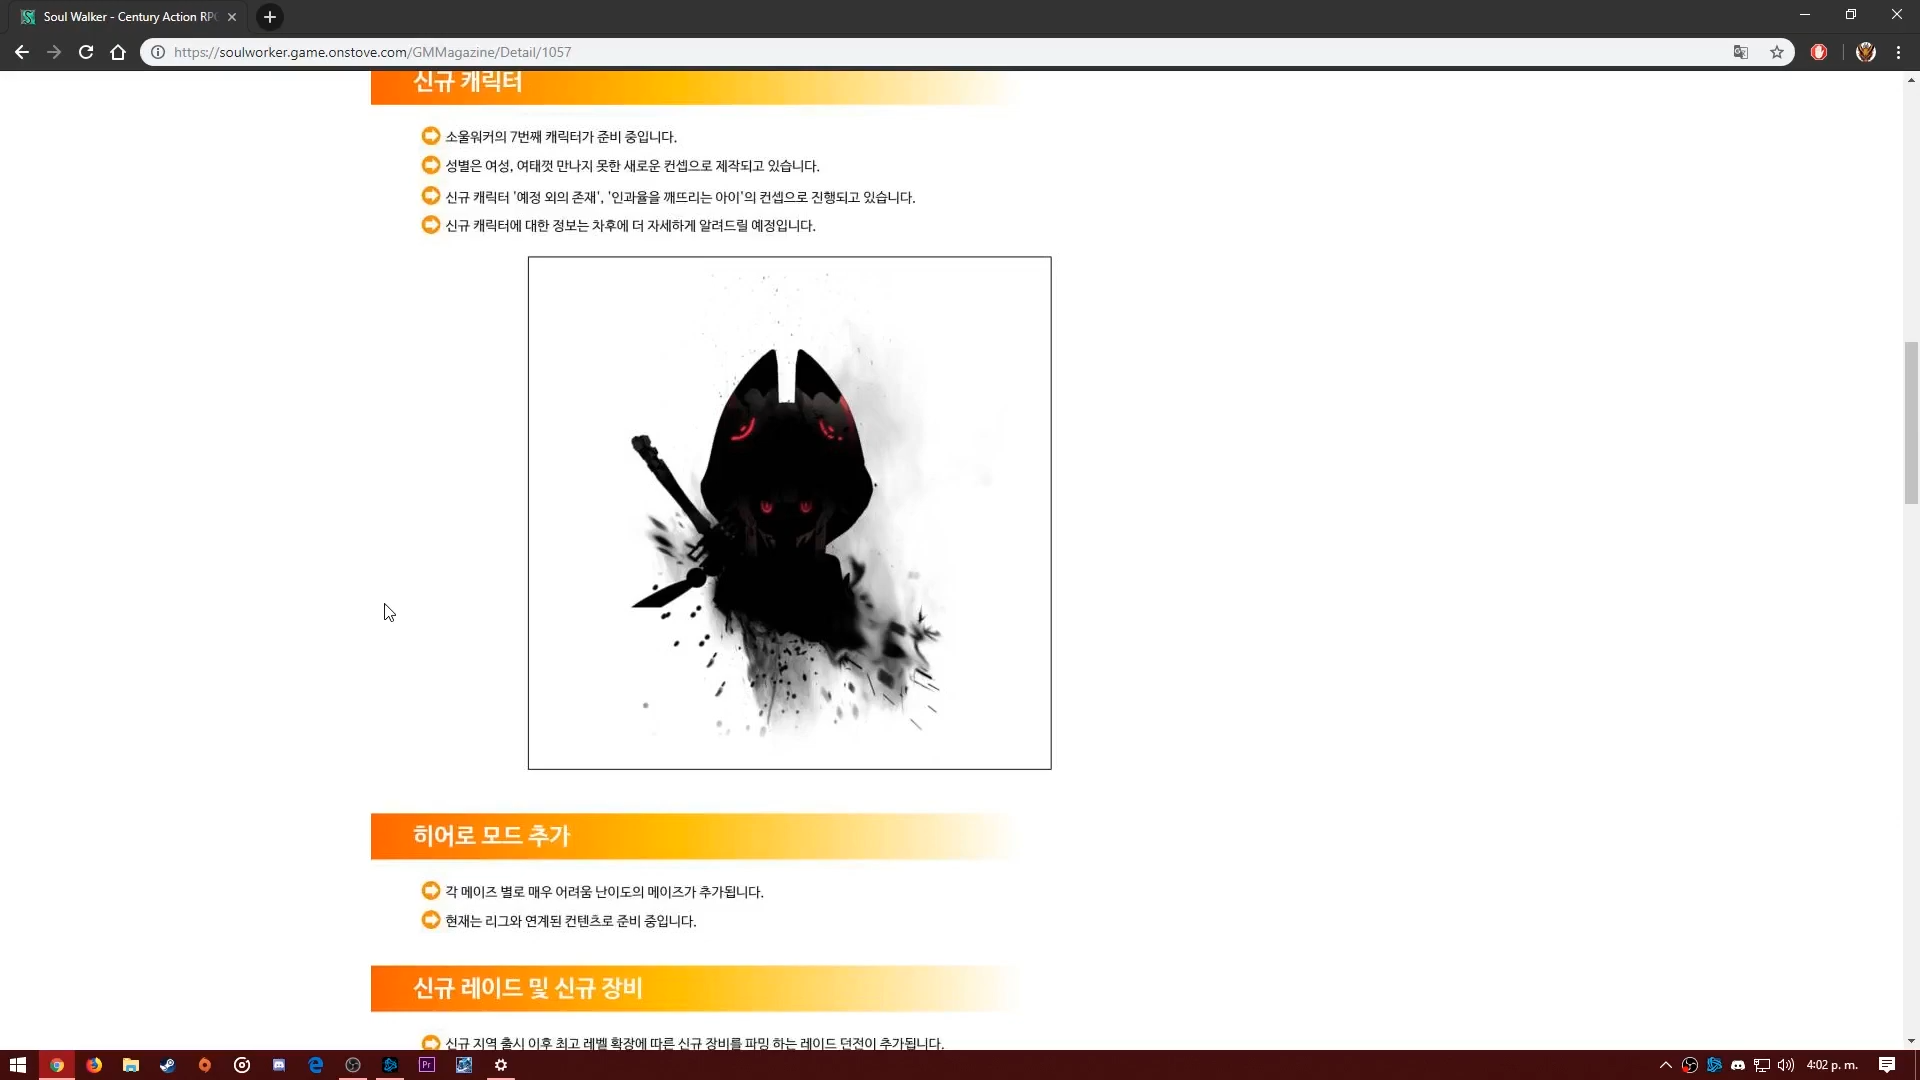 Soul Walker - Century Action RPG
https://soulworker.game.onstove.com/GMMagazine/Detail/1057
신규 캐릭터
소울워커의 7번째 캐릭터가 준비 중입니다.
성별은 여성, 여태껏 만나지 못한 새로운 컨셉으로 제작되고 있습니다.
신규 캐릭터 '예정 외의 존재', '인과율을 깨뜨리는 아이'의 컨셉으로 진행되고 있습니다.
신규 캐릭터에 대한 정보는 차후에 더 자세하게 알려드릴 예정입니다.
히어로 모드 추가
각 메이즈 별로 매우 어려움 난이도의 메이즈가 추가됩니다.
현재는 리그와 연계된 컨텐츠로 준비 중입니다.
신규 레이드 및 신규 장비
신규 지역 출시 이후 최고 레벨 확장에 따른 신규 장비를 파밍 하는 레이드 던전이 추가됩니다.
Pr
4:02 p. m.